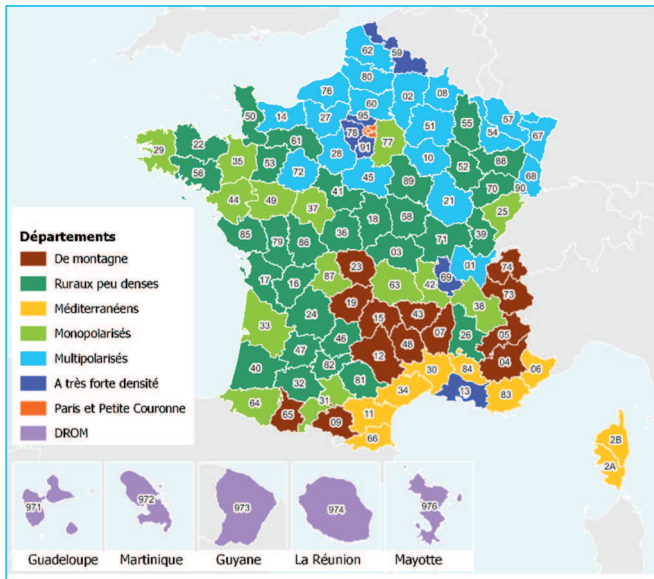 62 59
80
76 02 08
60
50 14 27 95 57
78 51 55 54 67
29 22 61 91 77
35 53 28 10 88 68
56 72 45 52
41 89 70 90
44 49 37 21 25
18 58
85 79 86 36 71 39
03
23 01 74
17 16 87 63 42 69
73
19 38
24 15 43
33 07 26 05
46 48
47 12 04
40 82 30 84 06
32 81 34 13 83
64 31
65 09 11
66
2B
2A
Départements
De montagne
Ruraux peu denses
Méditerranéens
Monopolarisés
Multipolarisés
A très forte densité
Paris et Petite Couronne
DROM
971 972 973 974 976
Guadeloupe Martinique Guyane La Réunion Mayotte